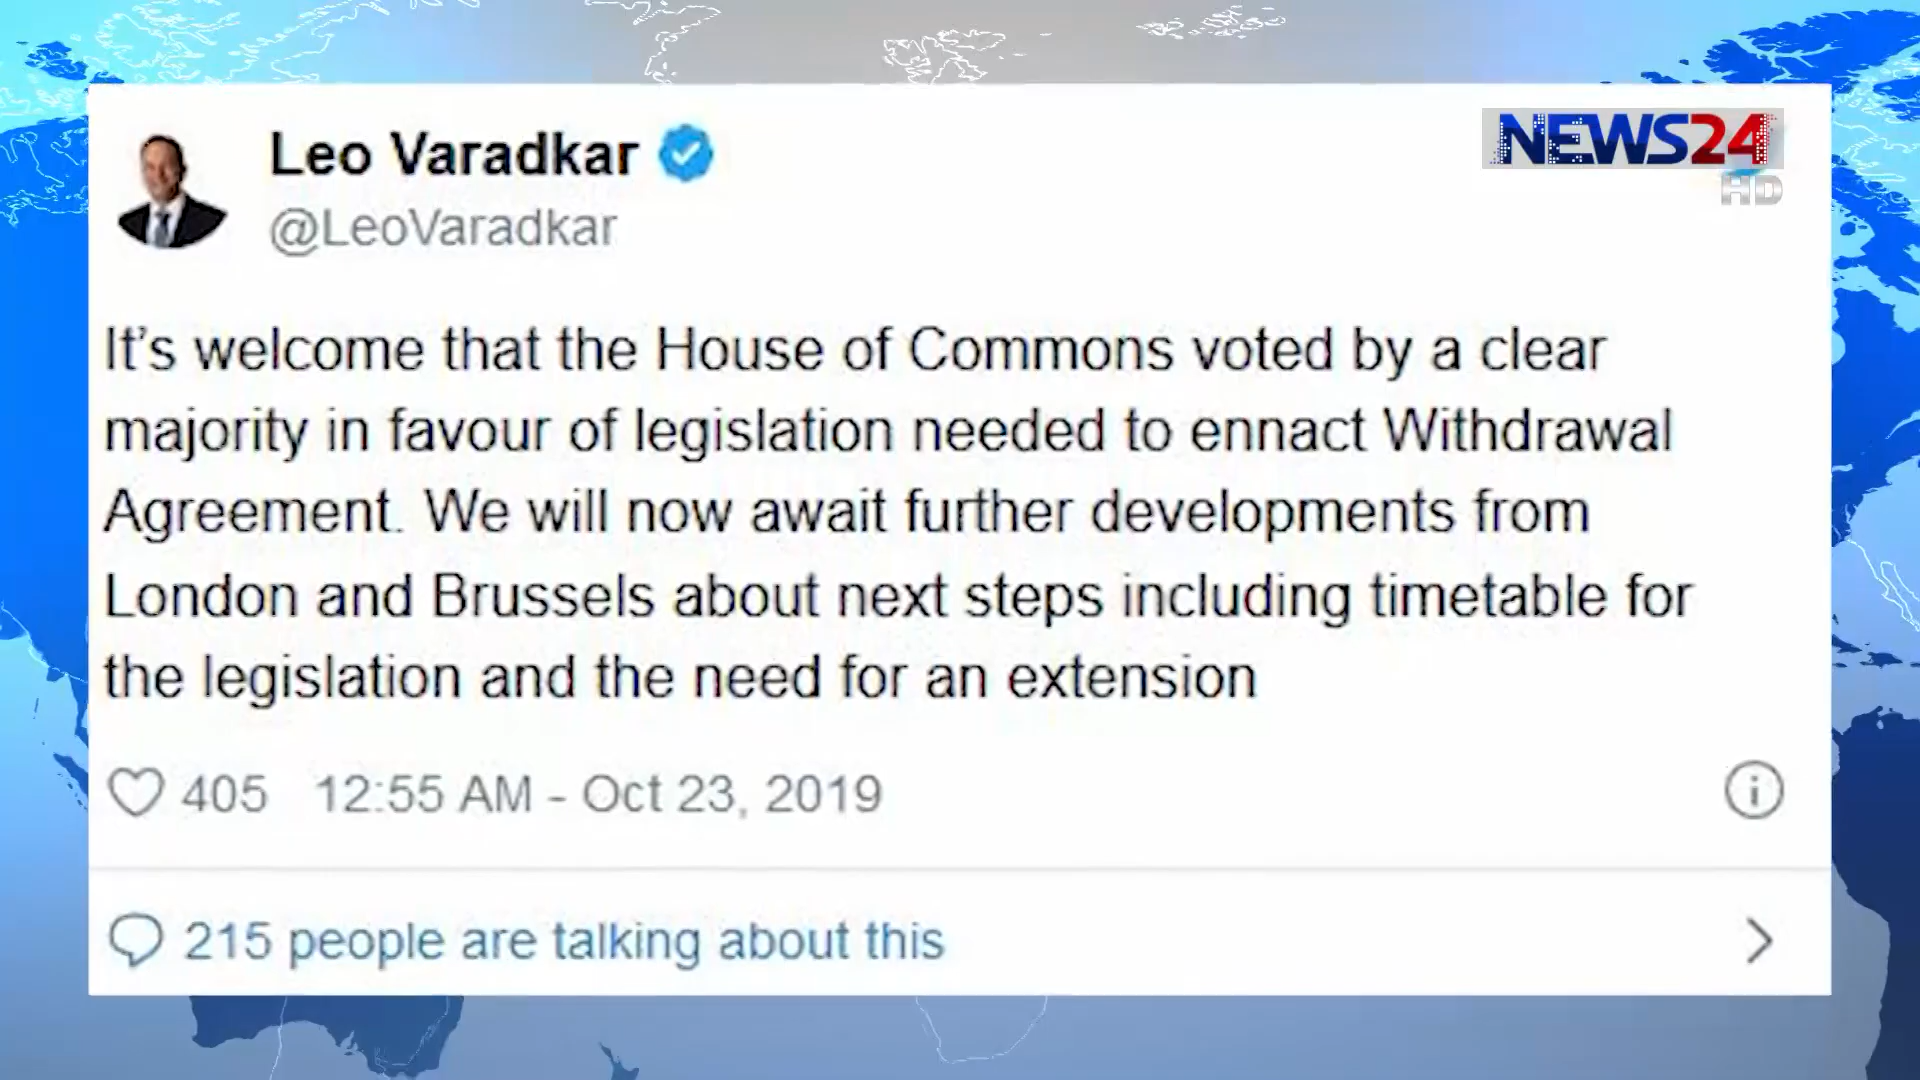 Leo Varadkar
@LeoVaradkar
NEWS24
HD
It's welcome that the House of Commons voted by a clear
majority in favour of legislation needed to ennact Withdrawal
Agreement. We will now await further developments from
London and Brussels about next steps including timetable for
the legislation and the need for an extension
405 12:55 AM - Oct 23, 2019
215 people are talking about this